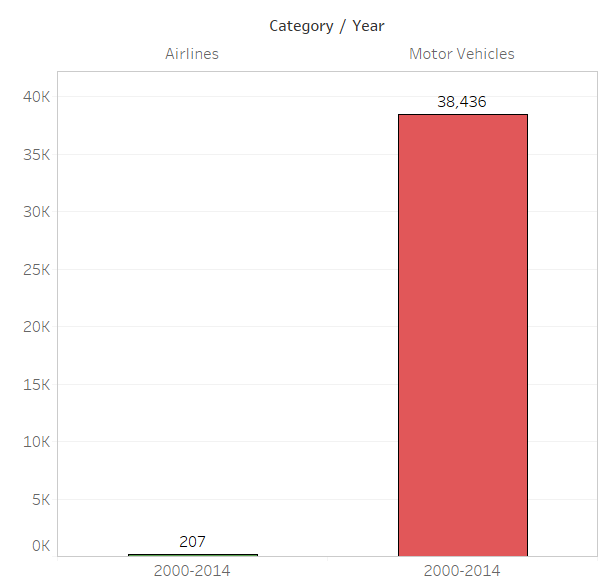 Category / Year
Airlines Motor Vehicles
40K
38,436
35K
30K
25K
20K
15K
10K
5K
207
0K
2000-2014 2000-2014